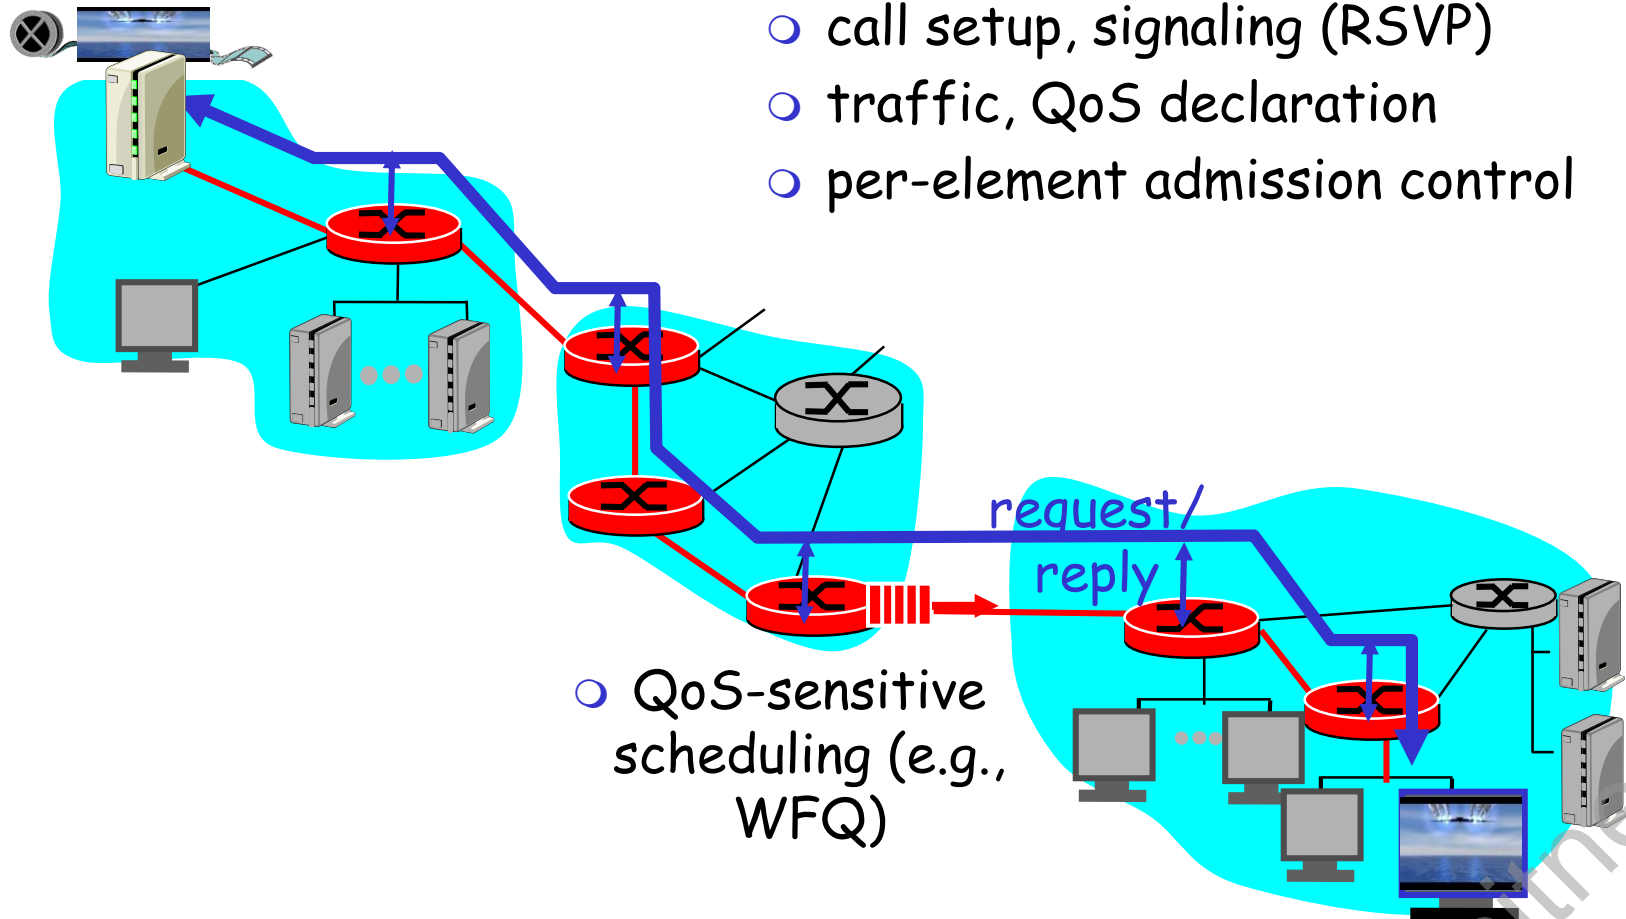 call setup, signaling (RSVP)
traffic, QoS declaration
per-element admission control
request/
reply
QoS-sensitive
scheduling (e.g.,
WFQ)